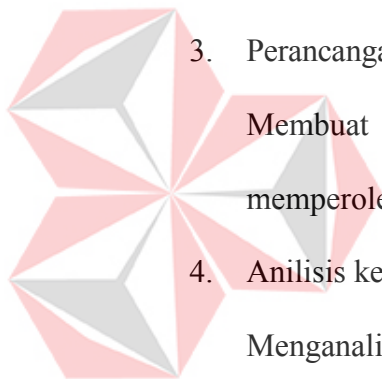 3. Perancanga
Membuat
memperole
4. Anilisis ke
Menganali